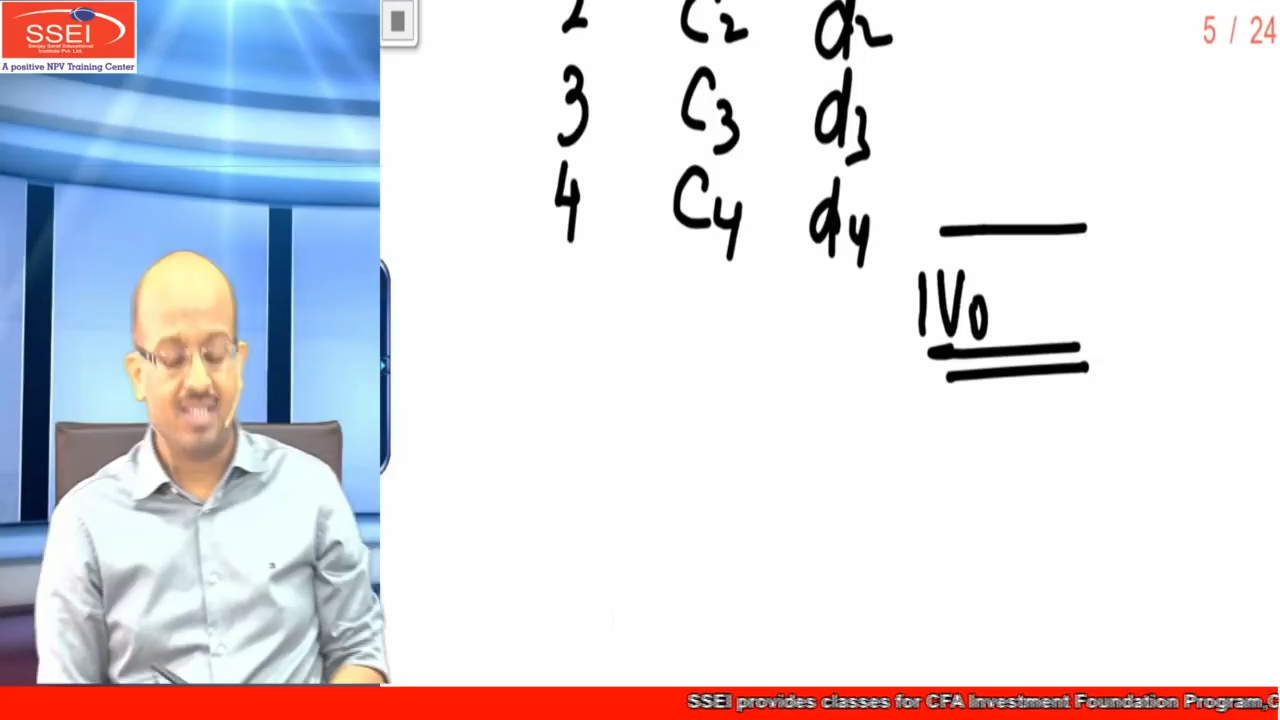 SSEI
Sanjay Saraf Educational
Institute Pvt. Ltd.
A positive NPV Training Center
5 / 24
2 C2 d2
3 C3 d3
4 C4 d4
IV0
SSEI provides classes for CFA Investment Foundation Program,C